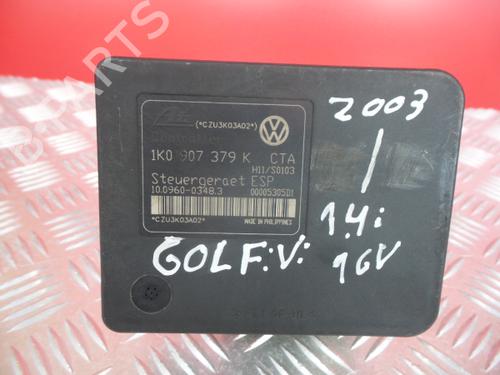 (*CZU3K03A02*)
1K0 907 379 K CTA
H11/S0103
Steuergeraet ESP
10.0960-0348.3 00005305D1
*CZU3K03A02* MADE IN PHILIPPINES
2003
/
1.4i
16V
GOLF:V: